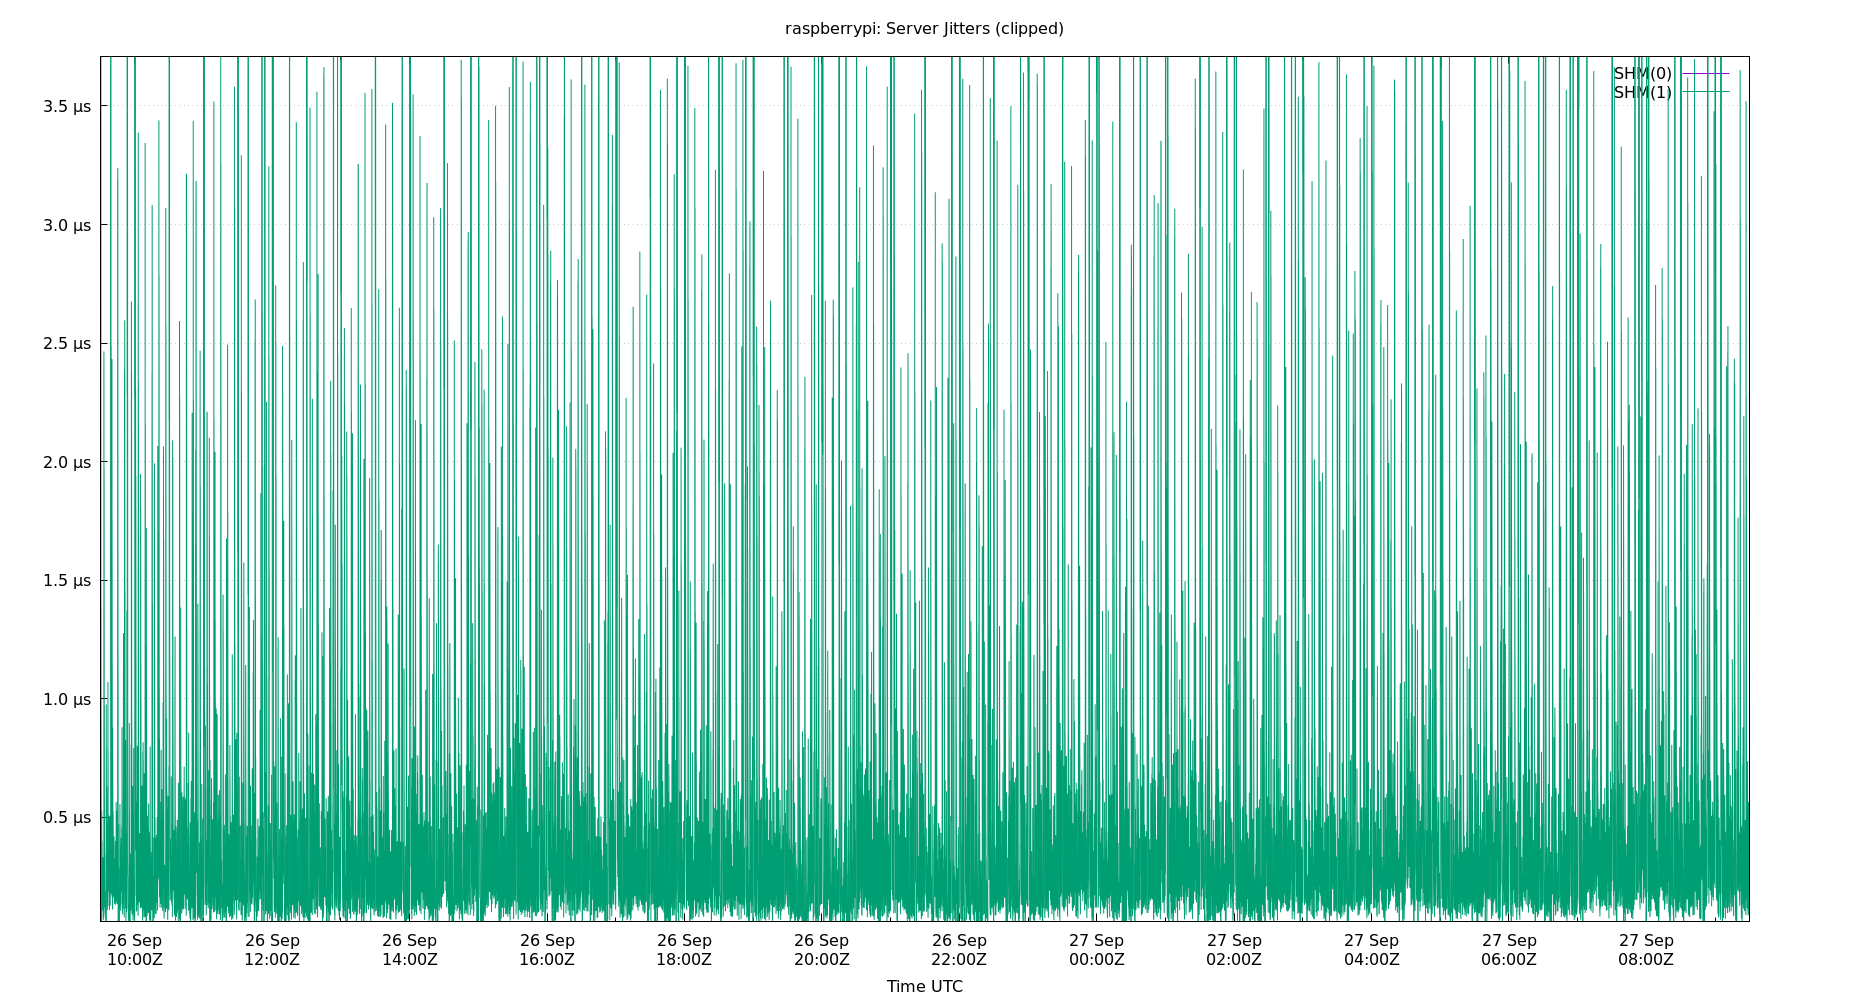 raspberrypi: Server Jitters (clipped)
SHM(0)
SHM(1)
3.5 µs
3.0 µs
2.5 µs
2.0 µs
1.5 µs
1.0 µs
0.5 µs
26 Sep 26 Sep 26 Sep 26 Sep 26 Sep 26 Sep 26 Sep 27 Sep 27 Sep 27 Sep 27 Sep 27 Sep
10:00Z 12:00Z 14:00Z 16:00Z 18:00Z 20:00Z 22:00Z 00:00Z 02:00Z 04:00Z 06:00Z 08:00Z
Time UTC